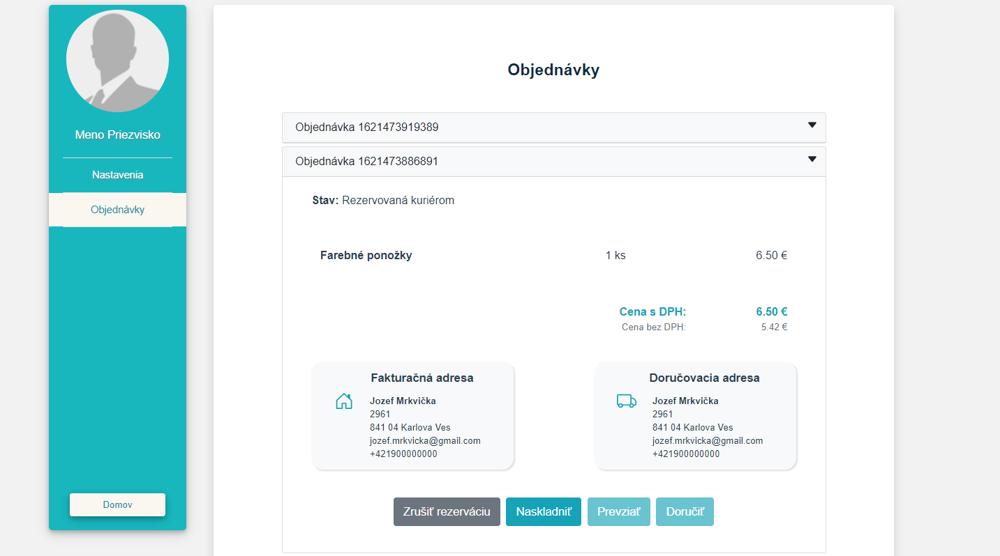 Meno Priezvisko
Nastavenia
Objednávky
Domov
Objednávky
Objednávka 1621473919389
Objednávka 1621473886891
Stav: Rezervovaná kuriérom
Farebné ponožky 1 ks 6.50 €
Cena s DPH: 6.50 €
Cena bez DPH: 5.42 €
Fakturačná adresa
Jozef Mrkvička
2961
841 04 Karlova Ves
jozef.mrkvicka@gmail.com
+421900000000
Doručovacia adresa
Jozef Mrkvička
2961
841 04 Karlova Ves
jozef.mrkvicka@gmail.com
+421900000000
Zrušiť rezerváciu Naskladniť Prevziať Doručiť